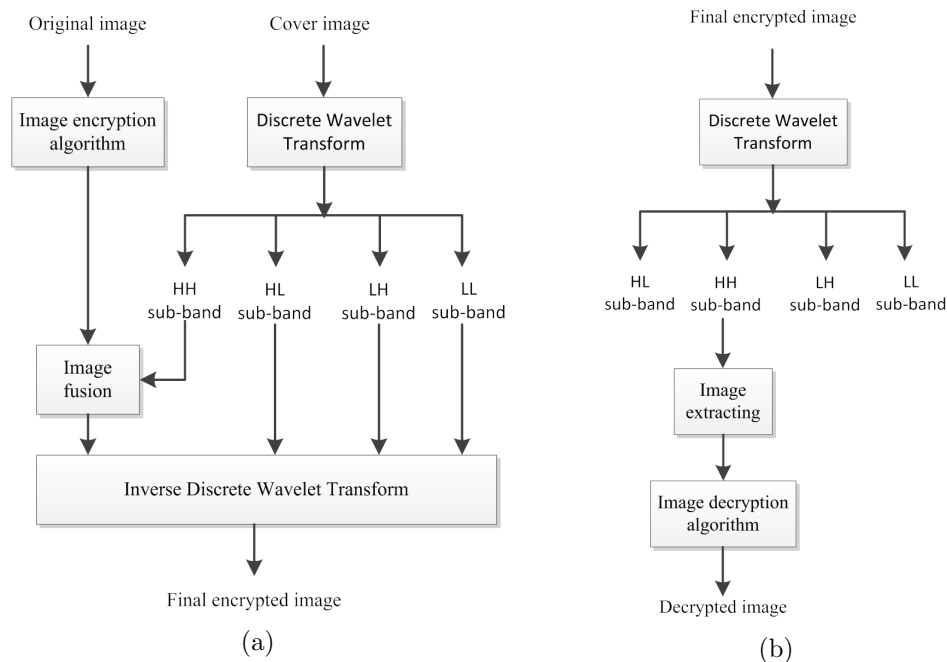 Original image
Cover image
Image encryption
algorithm
Discrete Wavelet
Transform
HH
sub-band
HL
sub-band
LH
sub-band
LL
sub-band
Image
fusion
Inverse Discrete Wavelet Transform
Final encrypted image
(a)
Final encrypted image
Discrete Wavelet
Transform
HL
sub-band
HH
sub-band
LH
sub-band
LL
sub-band
Image
extracting
Image decryption
algorithm
Decrypted image
(b)